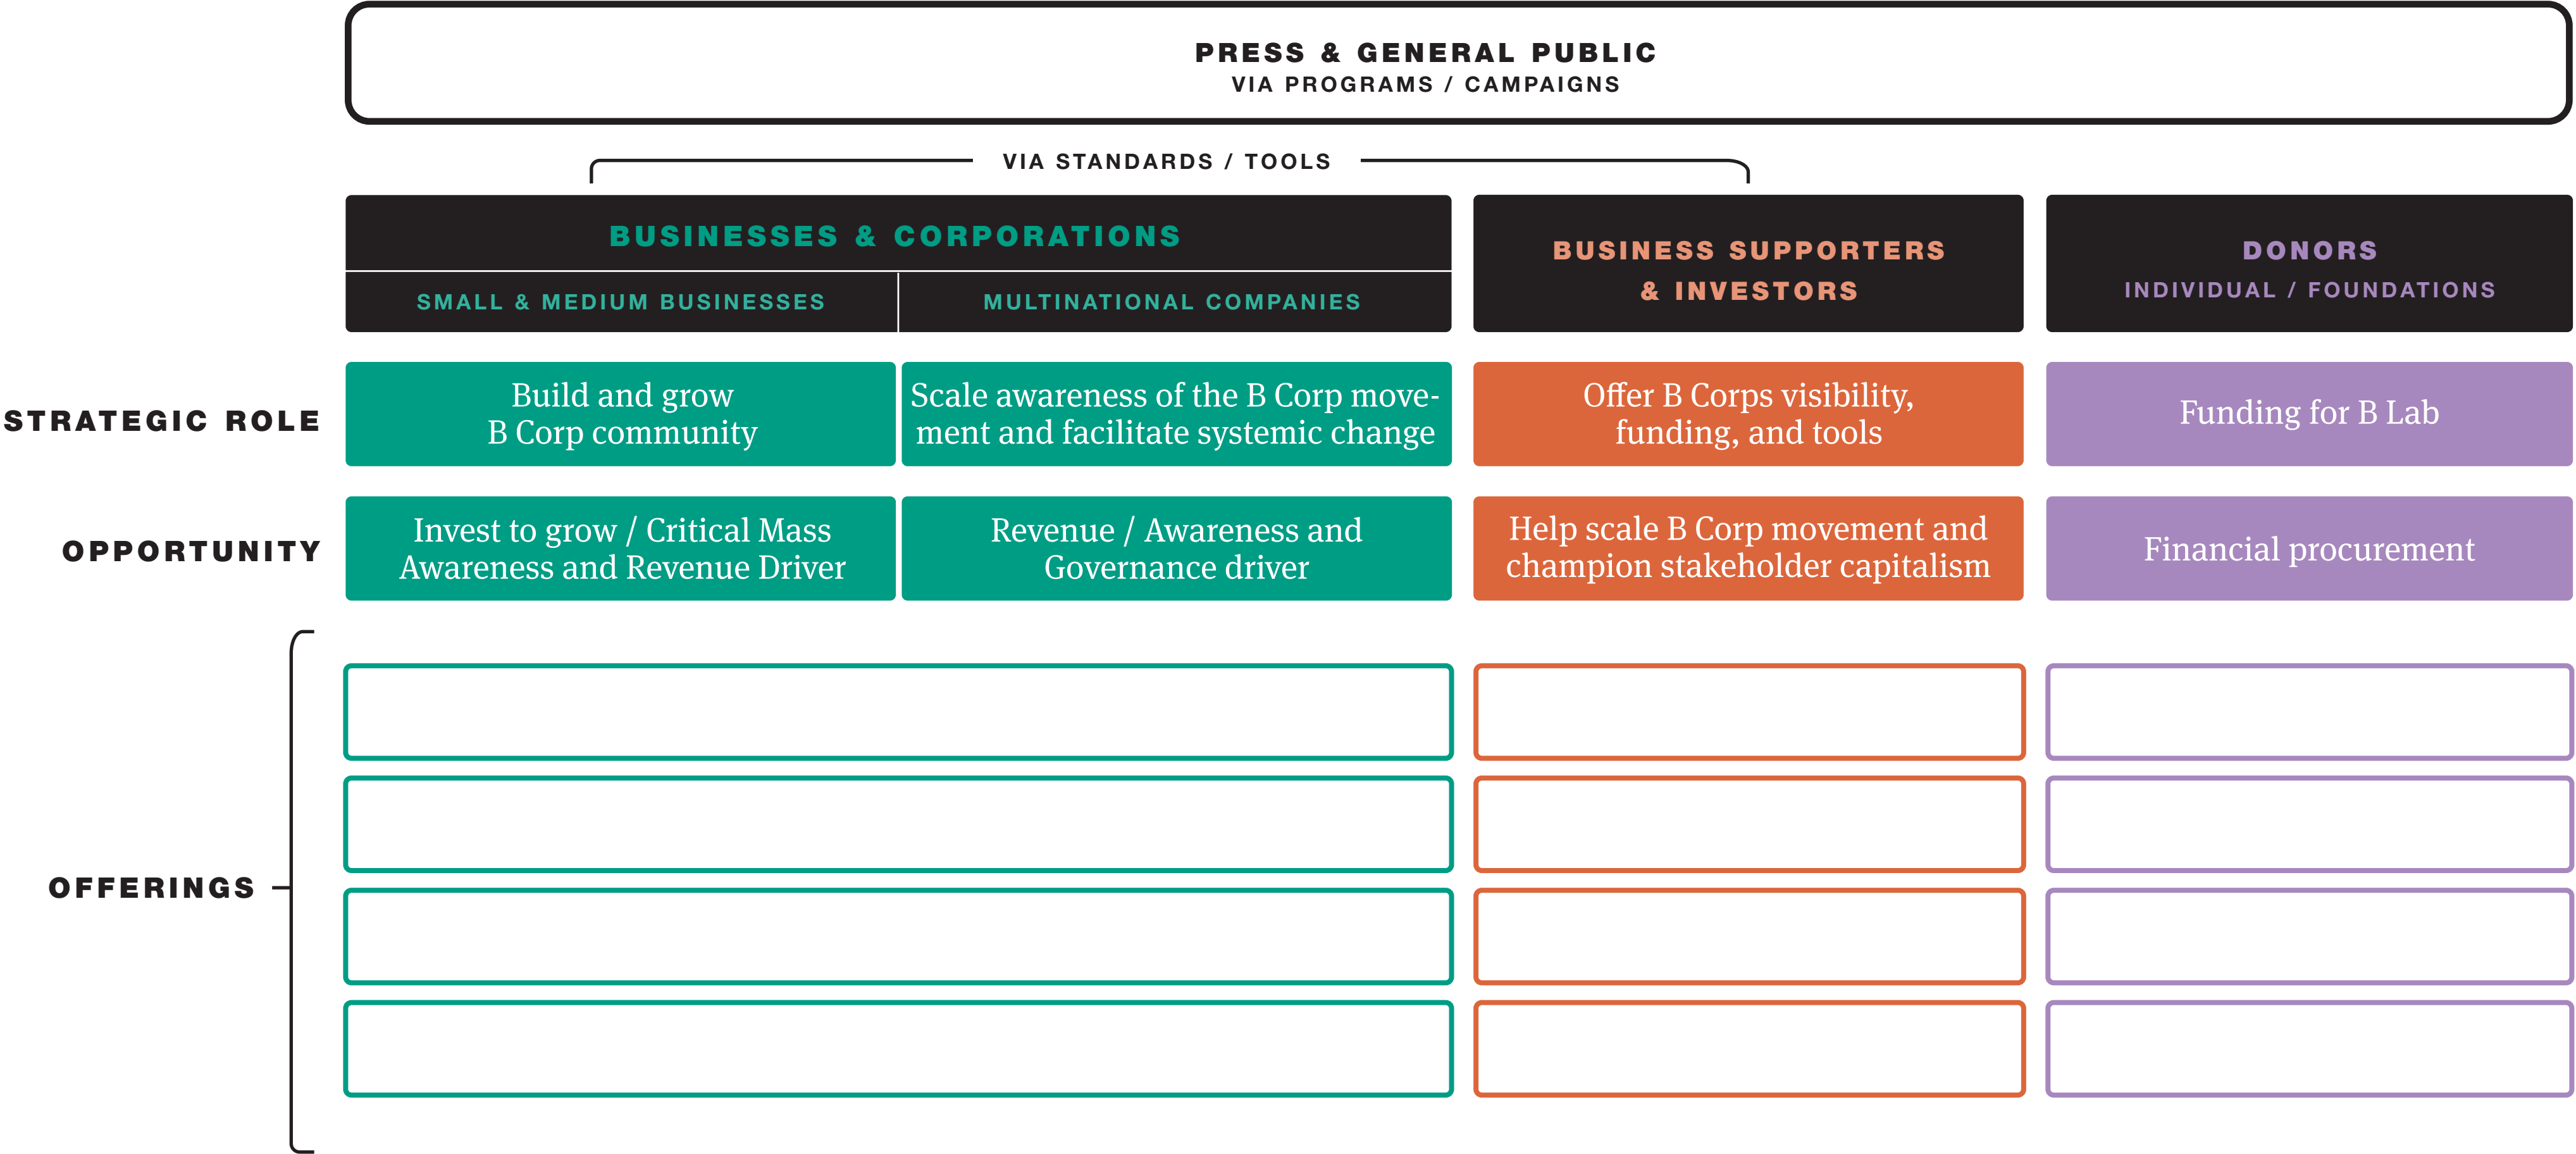 PRESS & GENERAL PUBLIC
VIA PROGRAMS / CAMPAIGNS
VIA STANDARDS / TOOLS
BUSINESSES & CORPORATIONS
SMALL & MEDIUM BUSINESSES
MULTINATIONAL COMPANIES
BUSINESS SUPPORTERS
& INVESTORS
DONORS
INDIVIDUAL / FOUNDATIONS
STRATEGIC ROLE
Build and grow
B Corp community
Scale awareness of the B Corp move-
ment and facilitate systemic change
Offer B Corps visibility,
funding, and tools
Funding for B Lab
OPPORTUNITY
Invest to grow / Critical Mass
Awareness and Revenue Driver
Revenue / Awareness and
Governance driver
Help scale B Corp movement and
champion stakeholder capitalism
Financial procurement
OFFERINGS